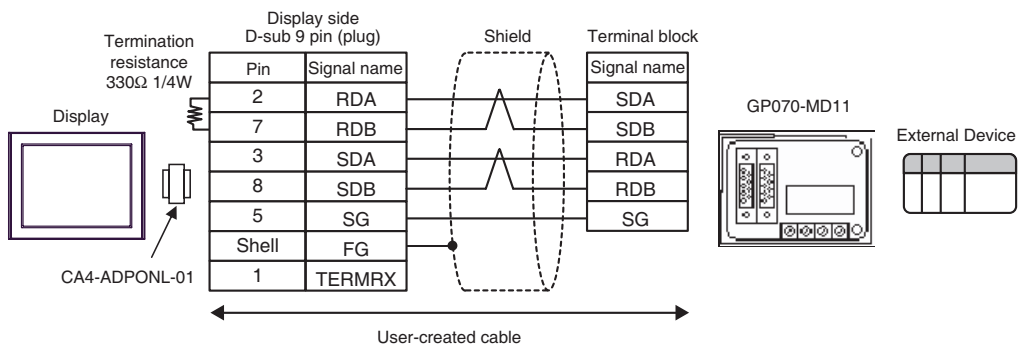 Display side
D-sub 9 pin (plug)
Shield
Terminal block
Termination
resistance
330Ω 1/4W
Pin
Signal name
Signal name
2
RDA
SDA
7
RDB
SDB
3
SDA
RDA
8
SDB
RDB
5
SG
SG
Shell
FG
1
TERMRX
Display
GP070-MD11
External Device
CA4-ADPONL-01
User-created cable